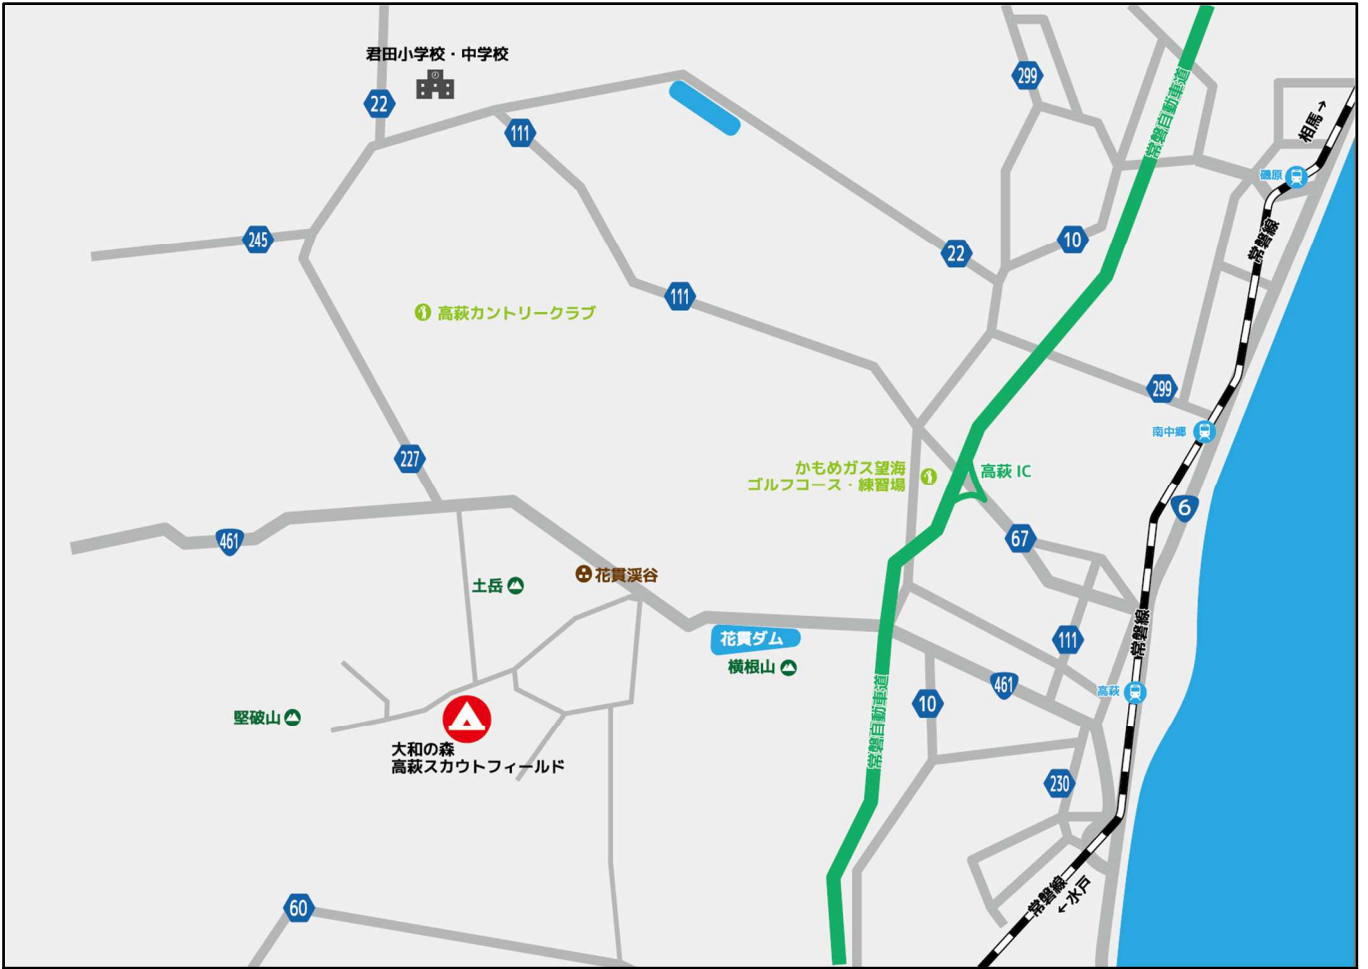 君田小学校・中学校
22
111
299
常磐自動車道
相馬→
磯原
常磐線
245
22
10
高萩カントリークラブ
111
299
南中郷
227
かもめガス望海
ゴルフコース・練習場
高萩 IC
6
461
67
花貫渓谷
土岳
常磐線
111
花貫ダム
横根山
461
高萩
10
堅破山
常磐自動車道
大和の森
高萩スカウトフィールド
230
常磐線
←水戸
60